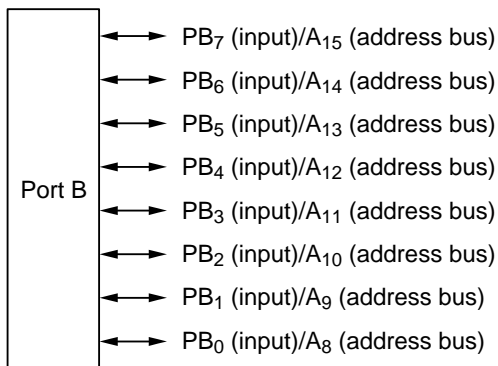 PB7 (input)/A15 (address bus)
PB6 (input)/A14 (address bus)
PB5 (input)/A13 (address bus)
PB4 (input)/A12 (address bus)
Port B
PB3 (input)/A11 (address bus)
PB2 (input)/A10 (address bus)
PB1 (input)/A9 (address bus)
PB0 (input)/A8 (address bus)